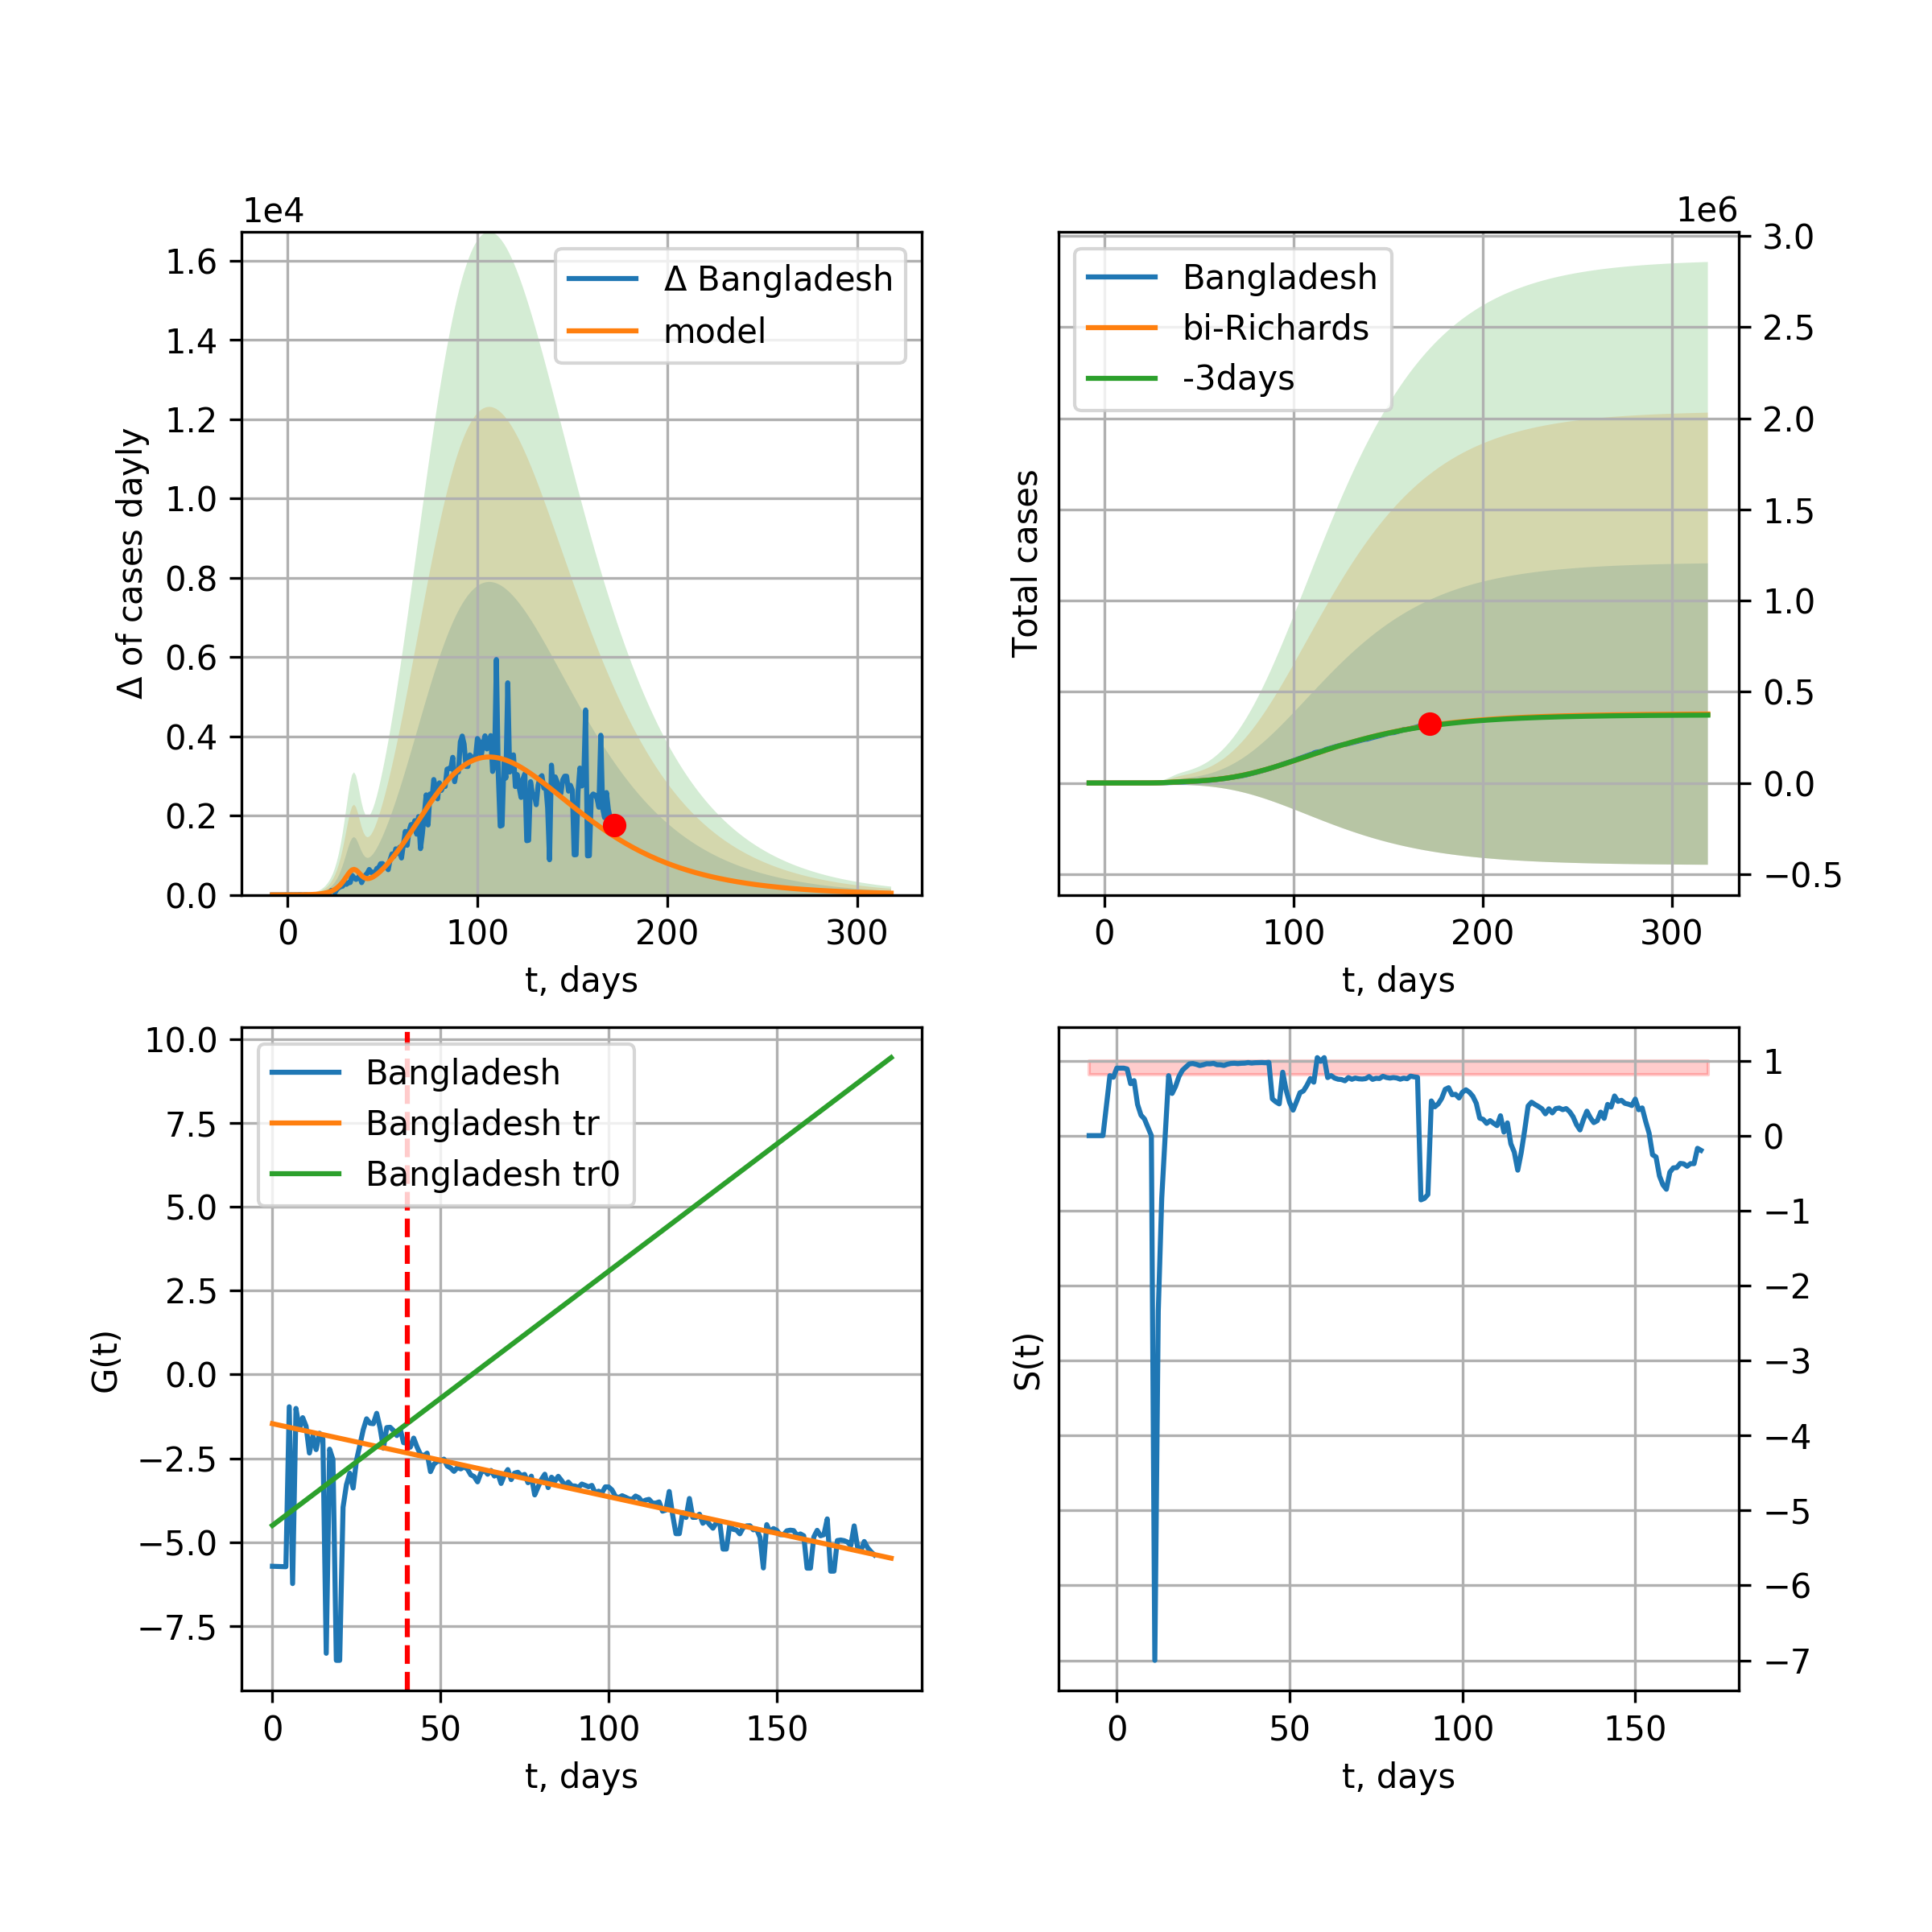 1e4
1.6
1.4
1.2
1.0
0.8
0.6
0.4
0.2
0.0
Δ of cases dayly
Δ Bangladesh
model
0 100 200 300
t, days
1e6
3.0
2.5
2.0
1.5
1.0
0.5
0.0
−0.5
Total cases
Bangladesh
bi-Richards
-3days
0 100 200 300
t, days
10.0
7.5
5.0
2.5
0.0
−2.5
−5.0
−7.5
G(t)
Bangladesh
Bangladesh tr
Bangladesh tr0
0 50 100 150
t, days
1
0
−1
−2
−3
−4
−5
−6
−7
S(t)
0 50 100 150
t, days